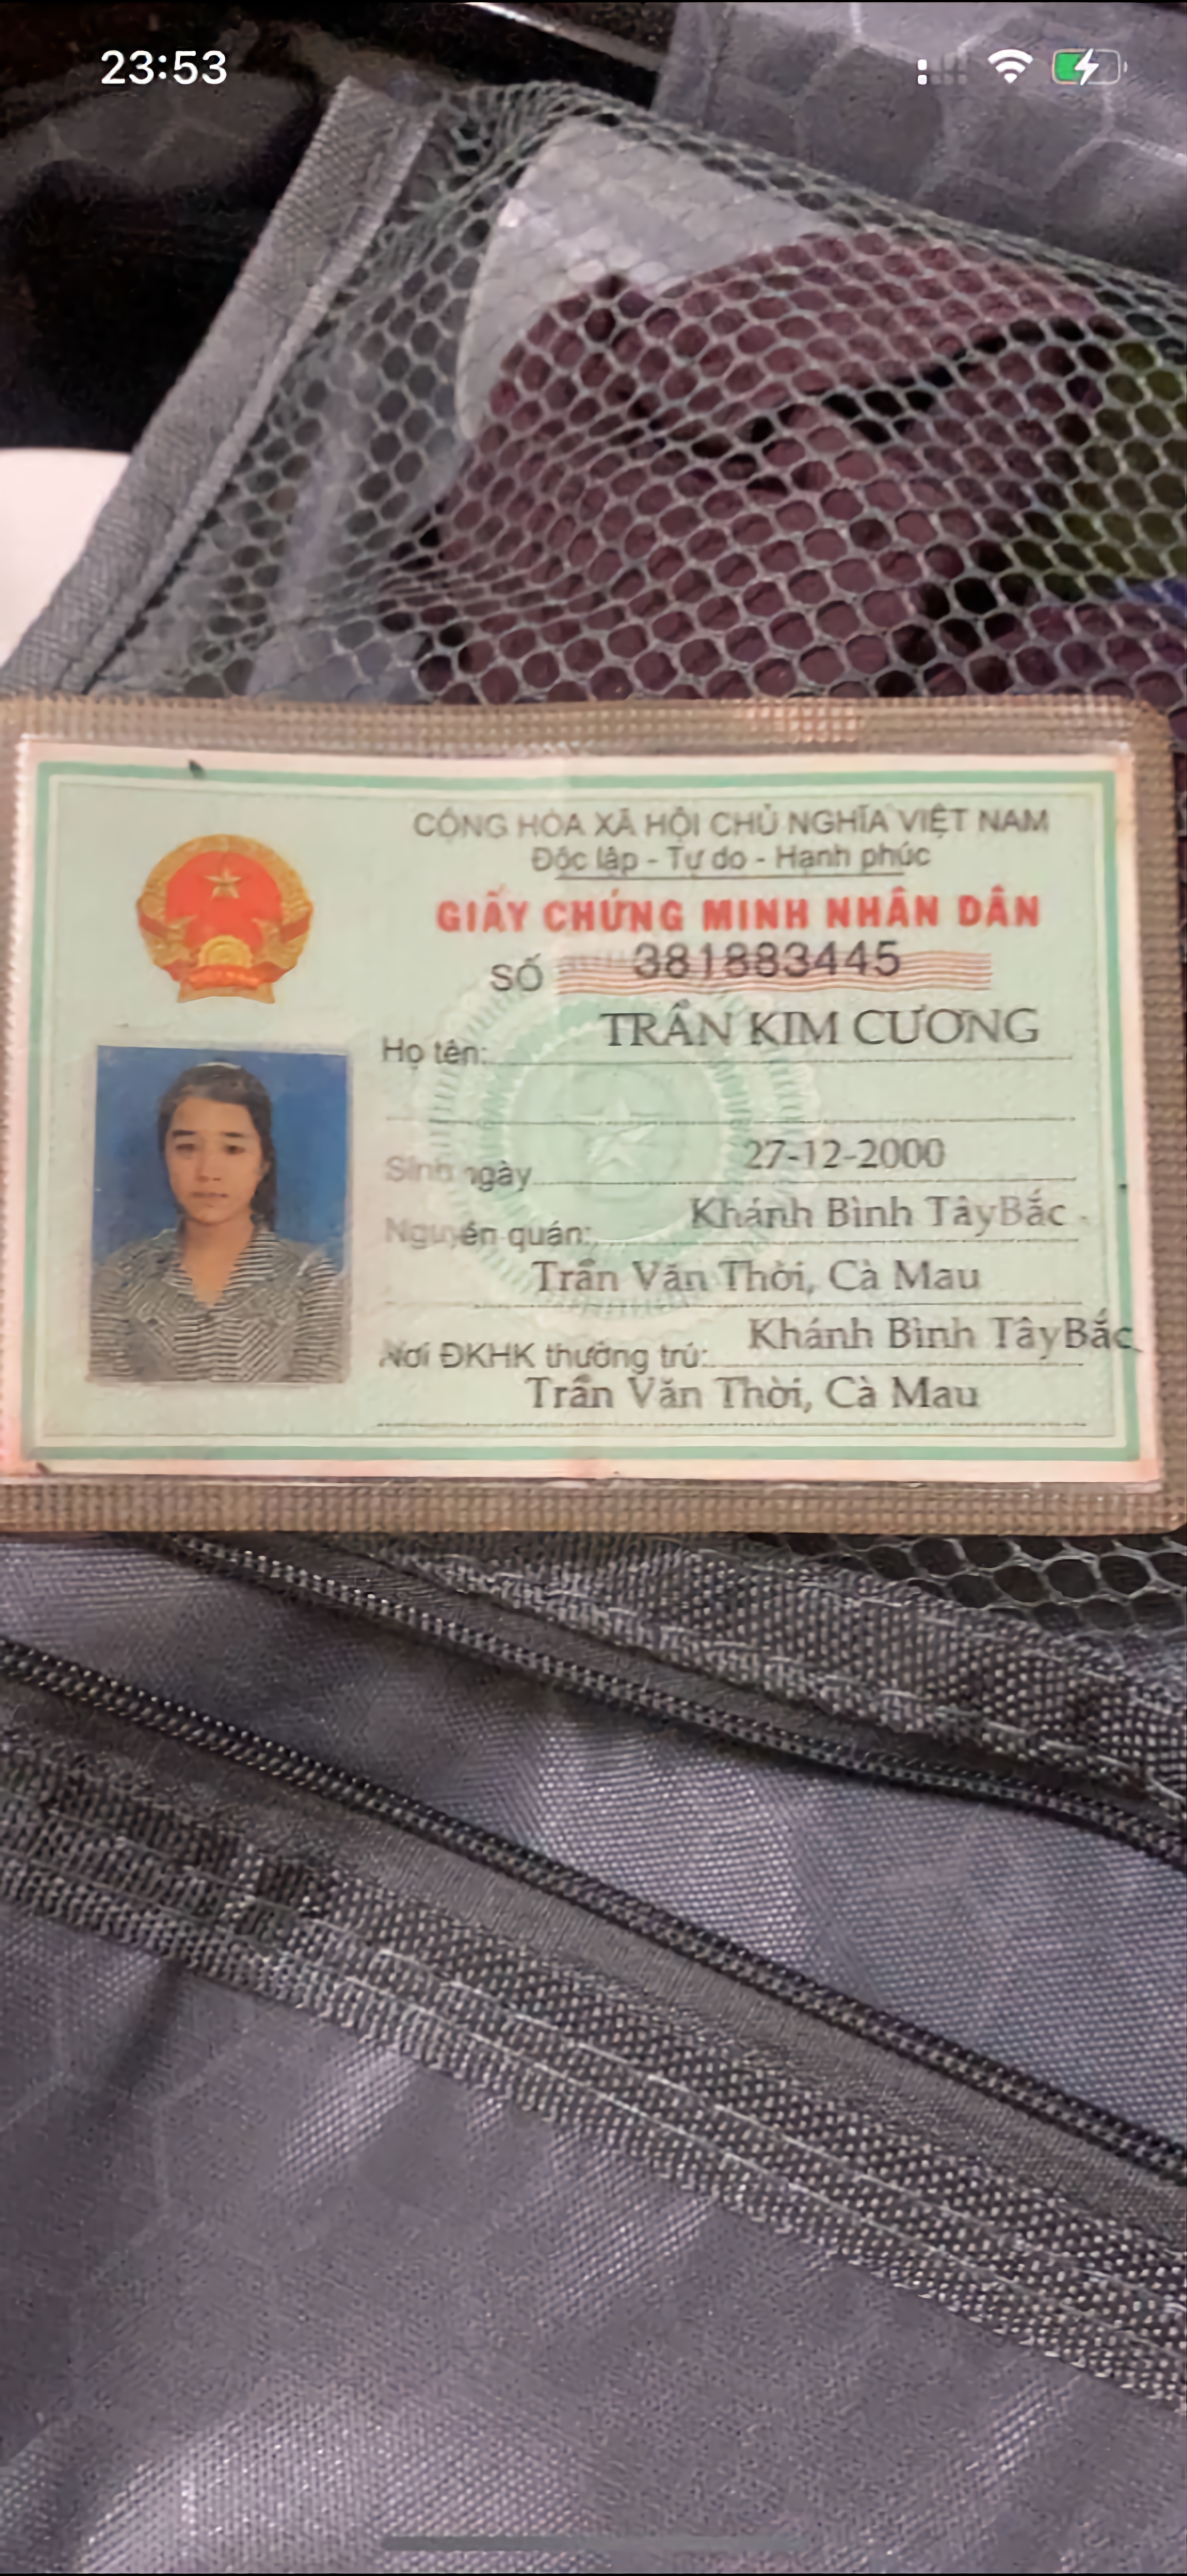 23:53
CỘNG HÒA XÃ HỘI CHỦ NGHĨA VIỆT NAM
Độc lập - Tự do - Hạnh phúc
GIẤY CHỨNG MINH NHÂN DÂN
SỐ 381883445
Họ tên: TRẦN KIM CƯƠNG
Sinh ngày 27-12-2000
Nguyên quán: Khánh Bình TâyBắc
Trần Văn Thời, Cà Mau
Nơi ĐKHK thường trú: Khánh Bình TâyBắc
Trần Văn Thời, Cà Mau